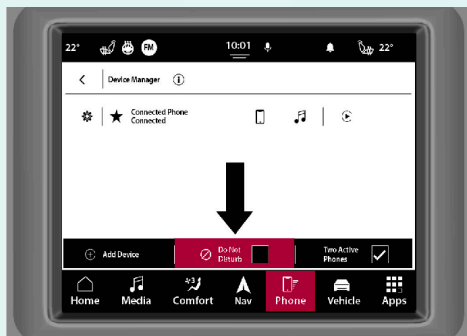 22° FM 10:01 22°
Device Manager i
Connected Phone
Connected
Add Device
Do Not
Disturb
Two Active
Phones
Home Media Comfort Nav Phone Vehicle Apps